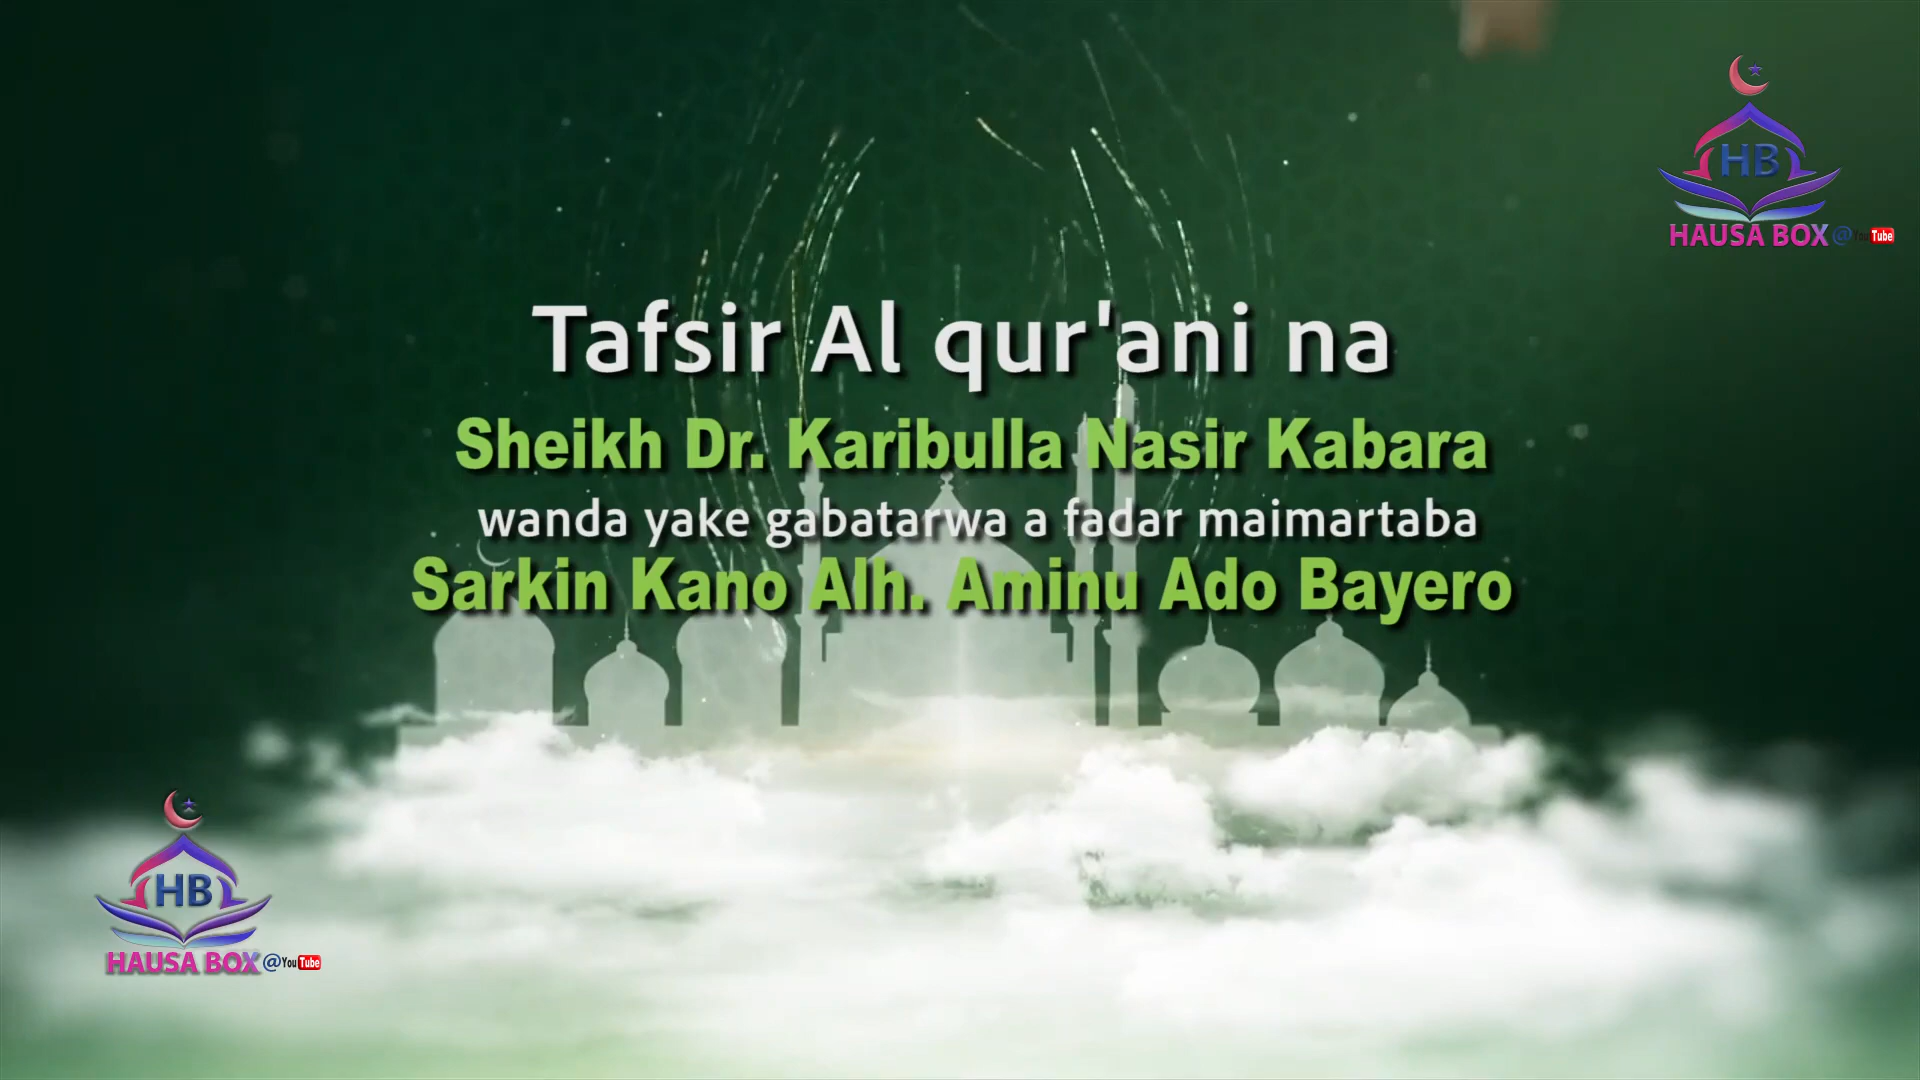 HB
HAUSA BOX@YouTube
Tafsir Al qur'ani na
Sheikh Dr. Karibulla Nasir Kabara
wanda yake gabatarwa a fadar maimartaba
Sarkin Kano Alh. Aminu Ado Bayero
HB
HAUSA BOX@YouTube